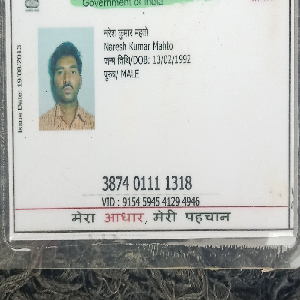 Government of India
नरेश कुमार महतो
Naresh Kumar Mahto
जन्म तिथि/DOB: 13/02/1992
पुरुष/ MALE
Issue Date: 19/08/2013
3874 0111 1318
VID : 9154 5945 4129 4946
मेरा आधार, मेरी पहचान